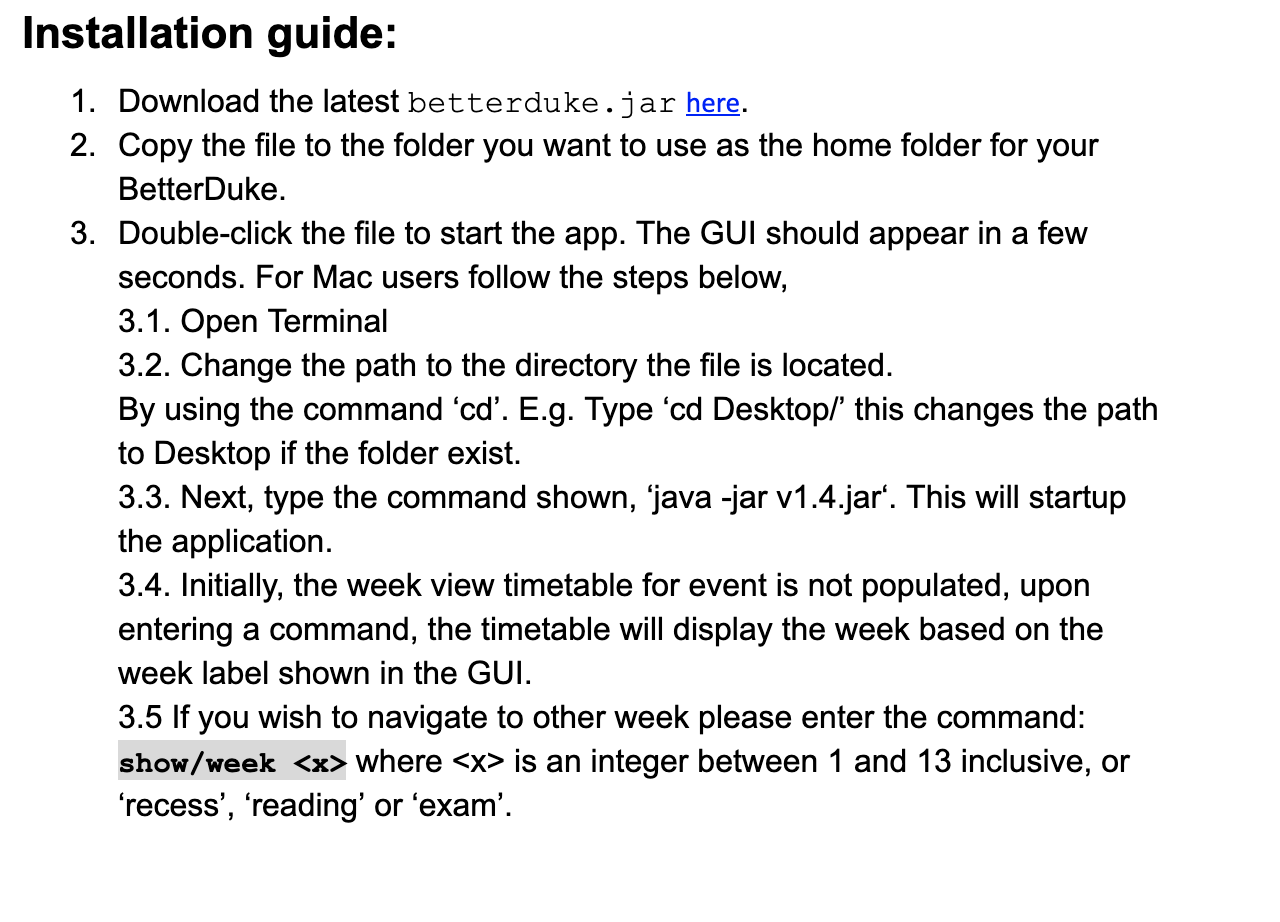 Installation guide:
1. Download the latest betterduke.jar here.
2. Copy the file to the folder you want to use as the home folder for your
BetterDuke.
3. Double-click the file to start the app. The GUI should appear in a few
seconds. For Mac users follow the steps below,
3.1. Open Terminal
3.2. Change the path to the directory the file is located.
By using the command ‘cd’. E.g. Type ‘cd Desktop/’ this changes the path
to Desktop if the folder exist.
3.3. Next, type the command shown, ‘java -jar v1.4.jar‘. This will startup
the application.
3.4. Initially, the week view timetable for event is not populated, upon
entering a command, the timetable will display the week based on the
week label shown in the GUI.
3.5 If you wish to navigate to other week please enter the command:
show/week <x> where <x> is an integer between 1 and 13 inclusive, or
‘recess’, ‘reading’ or ‘exam’.